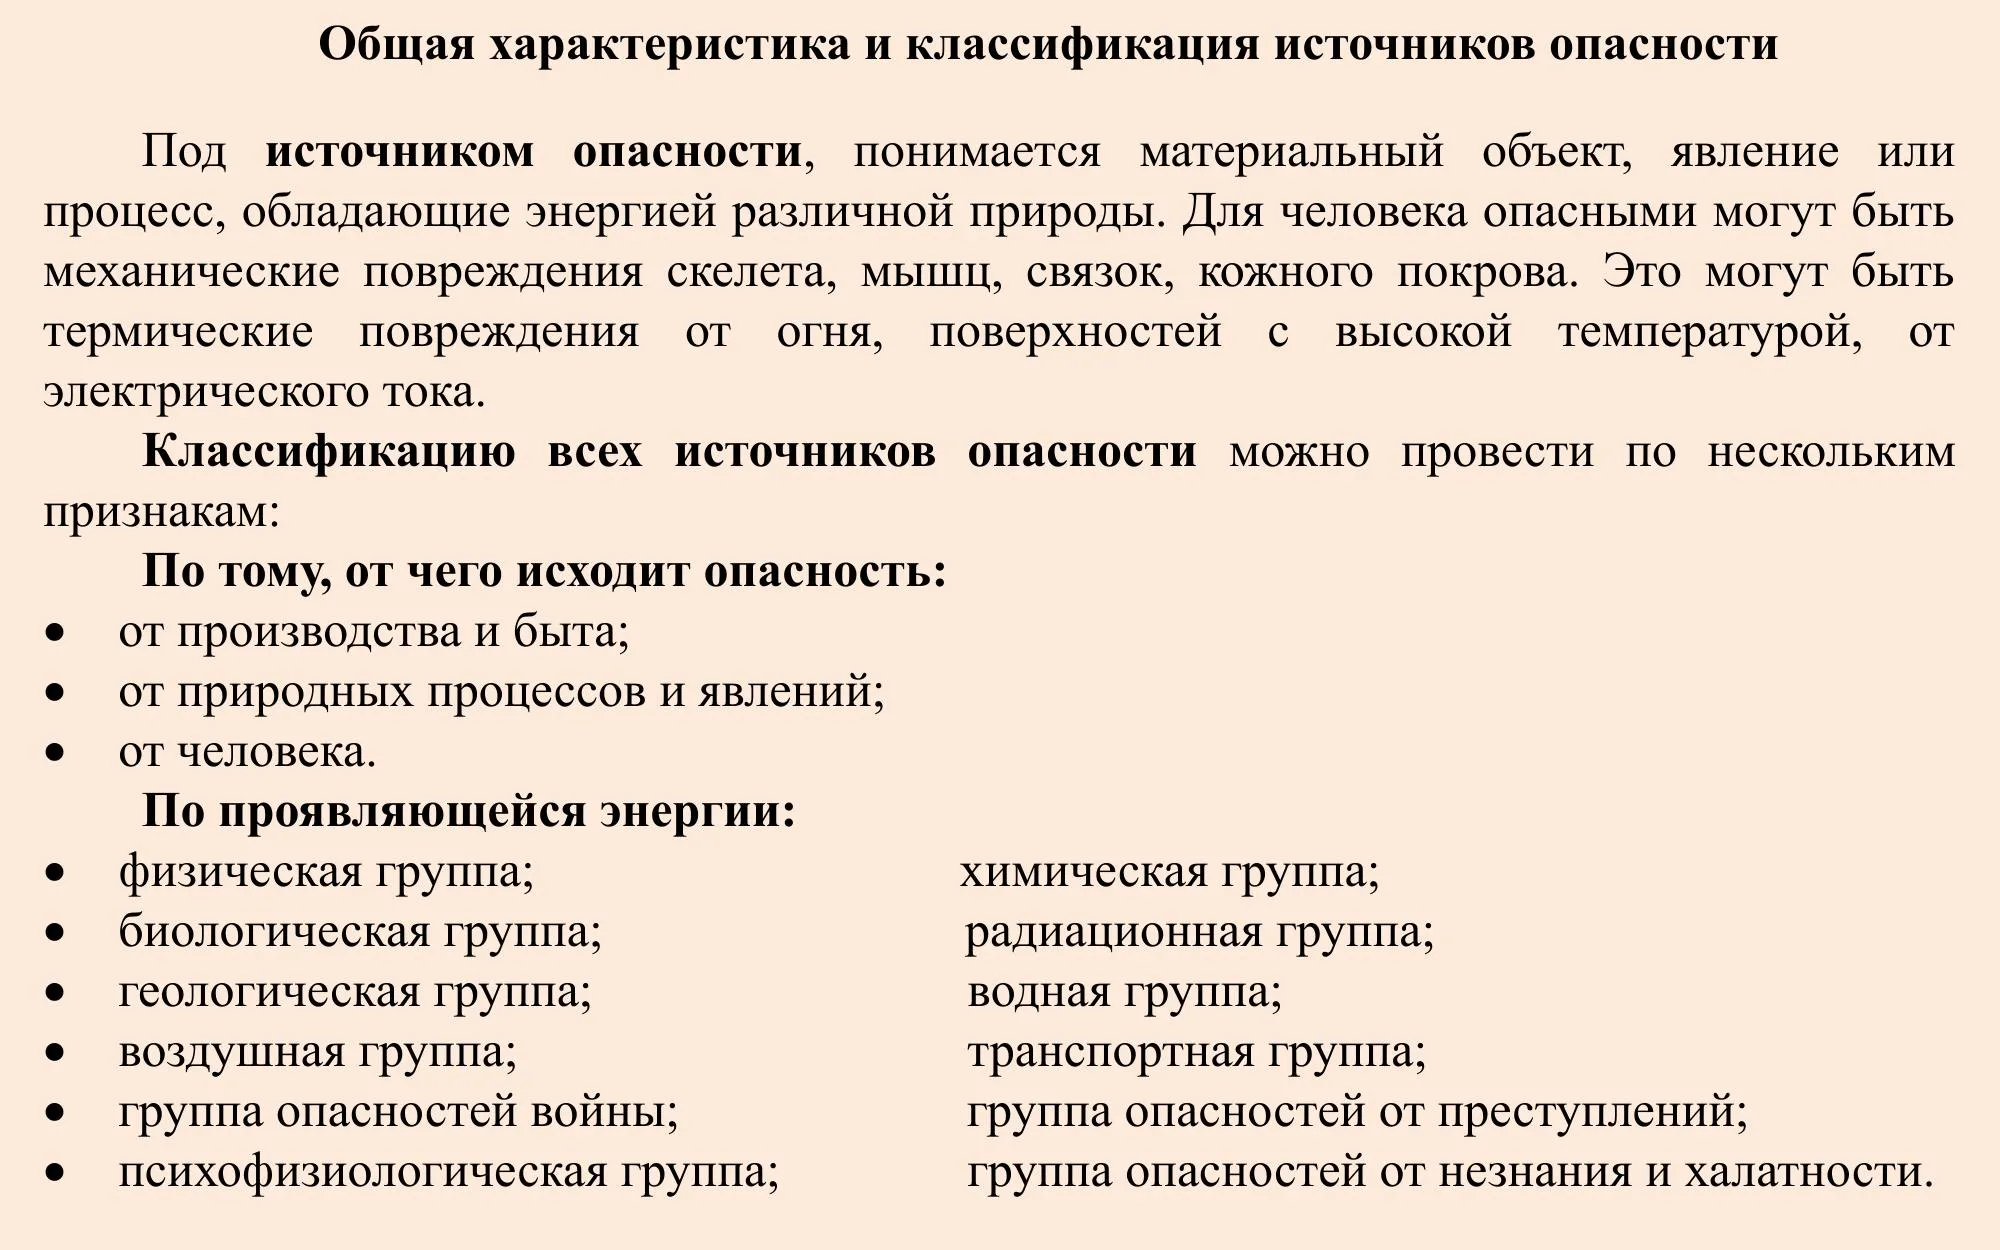 Общая характеристика и классификация источников опасности
Под источником опасности, понимается материальный объект, явление или
процесс, обладающие энергией различной природы. Для человека опасными могут быть
механические повреждения скелета, мышц, связок, кожного покрова. Это могут быть
термические повреждения от огня, поверхностей с высокой температурой, от
электрического тока.
Классификацию всех источников опасности можно провести по нескольким
признакам:
По тому, от чего исходит опасность:
• от производства и быта;
• от природных процессов и явлений;
• от человека.
По проявляющейся энергии:
• физическая группа; химическая группа;
• биологическая группа; радиационная группа;
• геологическая группа; водная группа;
• воздушная группа; транспортная группа;
• группа опасностей войны; группа опасностей от преступлений;
• психофизиологическая группа; группа опасностей от незнания и халатности.